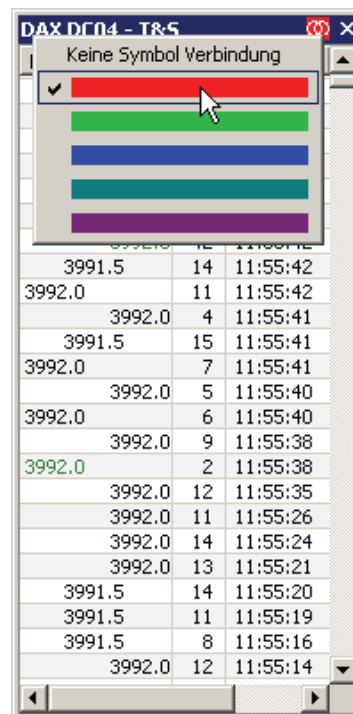 DAX DC04 - T&S
Keine Symbol Verbindung
3991.5 14 11:55:42
3992.0 11 11:55:42
3992.0 4 11:55:41
3991.5 15 11:55:41
3992.0 7 11:55:41
3992.0 5 11:55:40
3992.0 6 11:55:40
3992.0 9 11:55:38
3992.0 2 11:55:38
3992.0 12 11:55:35
3992.0 11 11:55:26
3992.0 14 11:55:24
3992.0 13 11:55:21
3991.5 14 11:55:20
3991.5 11 11:55:19
3991.5 8 11:55:16
3992.0 12 11:55:14